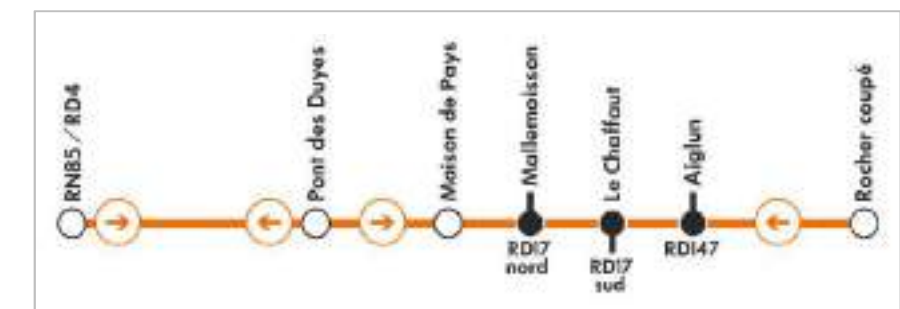 RN85 / RD4
Pont des Duyes
Maison de Pays
Mallemoisson
Le Chaffaut
Aiglun
Rocher coupé
RD17
nord
RD17
sud
RD147